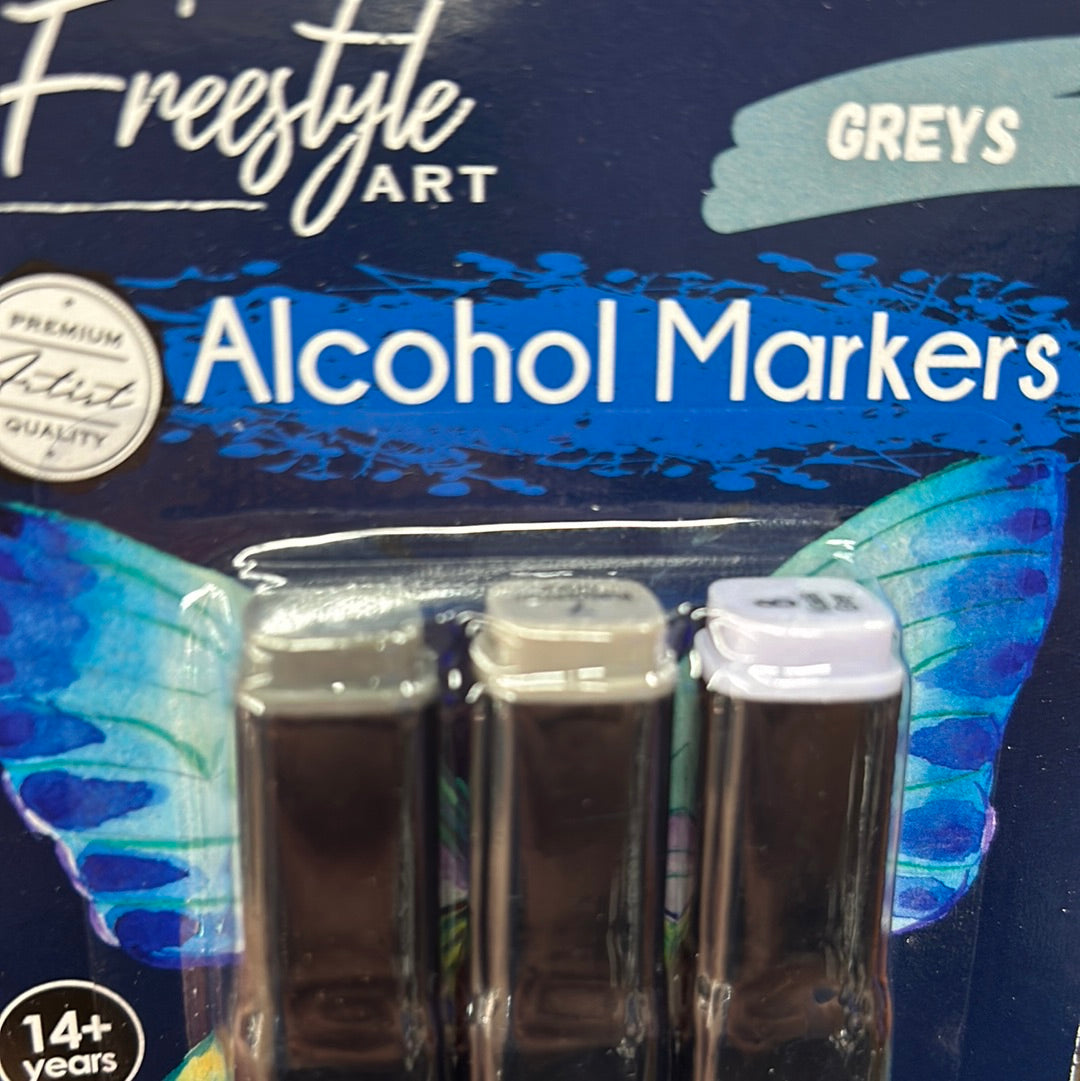 Freestyle
ART
GREYS
PREMIUM
Artist
QUALITY
Alcohol Markers
14+
years